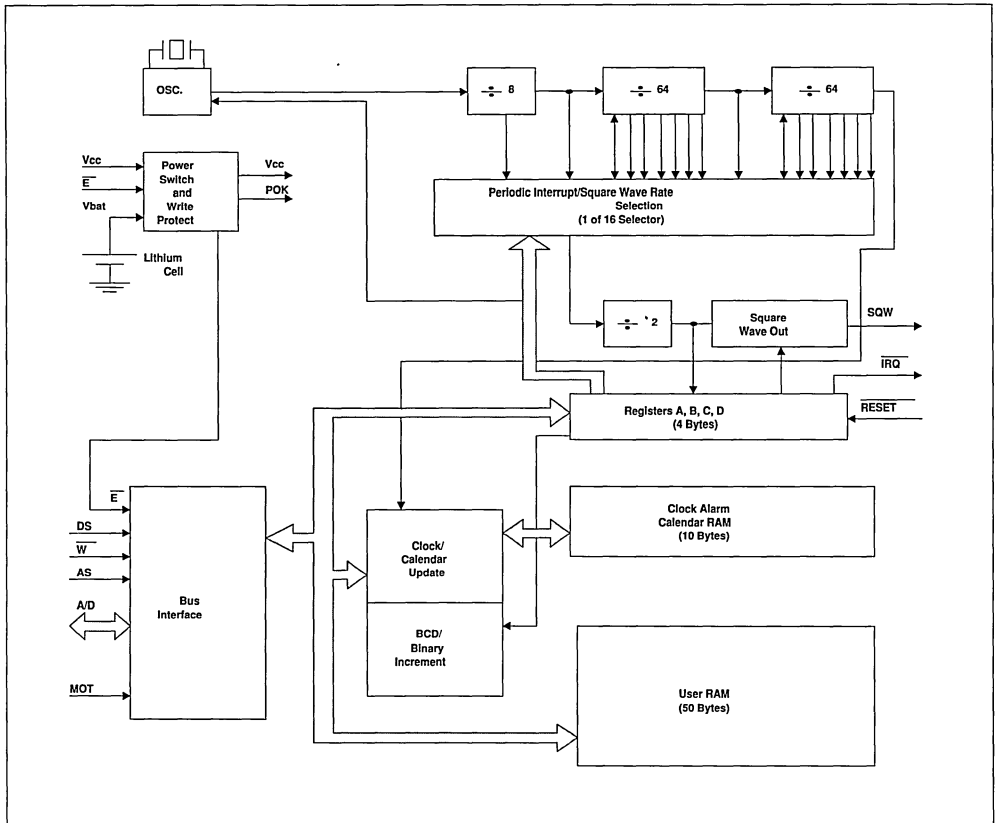 OSC.
÷ 8
÷ 64
÷ 64
Vcc
E̅
Vbat
Power
Switch
and
Write
Protect
Vcc
POK
Lithium
Cell
Periodic Interrupt/Square Wave Rate
Selection
(1 of 16 Selector)
÷ 2
Square
Wave Out
SQW
I̅R̅Q̅
R̅E̅S̅E̅T̅
Registers A, B, C, D
(4 Bytes)
E̅
DS
W̅
AS
A/D
MOT
Bus
Interface
Clock/
Calendar
Update
BCD/
Binary
Increment
Clock Alarm
Calendar RAM
(10 Bytes)
User RAM
(50 Bytes)